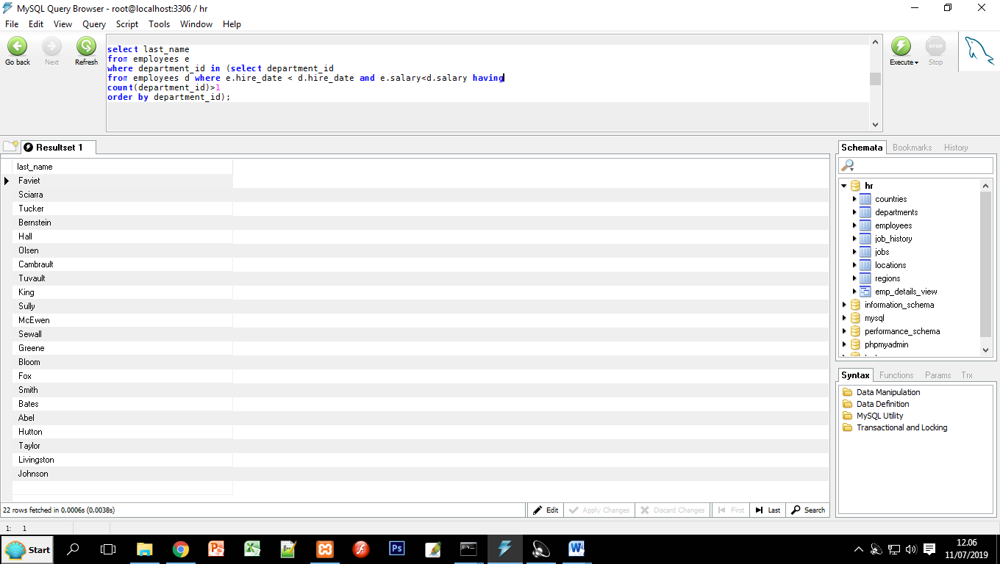 MySQL Query Browser - root@localhost:3306 / hr
File Edit View Query Script Tools Window Help
Go back Next Refresh
select last_name
from employees e
where department_id in (select department_id
from employees d where e.hire_date < d.hire_date and e.salary<d.salary having
count(department_id)>1
order by department_id);
Execute STOP Stop
Resultset 1
last_name
Faviet
Sciarra
Tucker
Bernstein
Hall
Olsen
Cambrault
Tuvault
King
Sully
McEwen
Sewall
Greene
Bloom
Fox
Smith
Bates
Abel
Hutton
Taylor
Livingston
Johnson
22 rows fetched in 0,0006s (0,0038s)
Edit Apply Changes Discard Changes First Last Search
1: 1
Schemata Bookmarks History
hr
countries
departments
employees
job_history
jobs
locations
regions
emp_details_view
information_schema
mysql
performance_schema
phpmyadmin
Syntax Functions Params Trx
Data Manipulation
Data Definition
MySQL Utility
Transactional and Locking
Start
Ps
12.06
11/07/2019